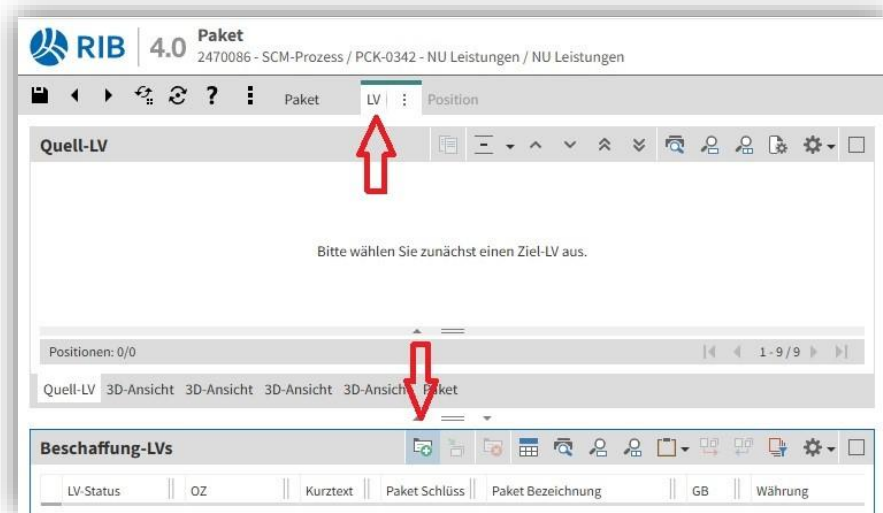 RIB 4.0 Paket
2470086 - SCM-Prozess / PCK-0342 - NU Leistungen / NU Leistungen
? Paket LV Position
Quell-LV
Bitte wählen Sie zunächst einen Ziel-LV aus.
Positionen: 0/0 1 - 9 / 9
Quell-LV 3D-Ansicht 3D-Ansicht 3D-Ansicht 3D-Ansich Paket
Beschaffung-LVs
LV-Status OZ Kurztext Paket Schlüss Paket Bezeichnung GB Währung